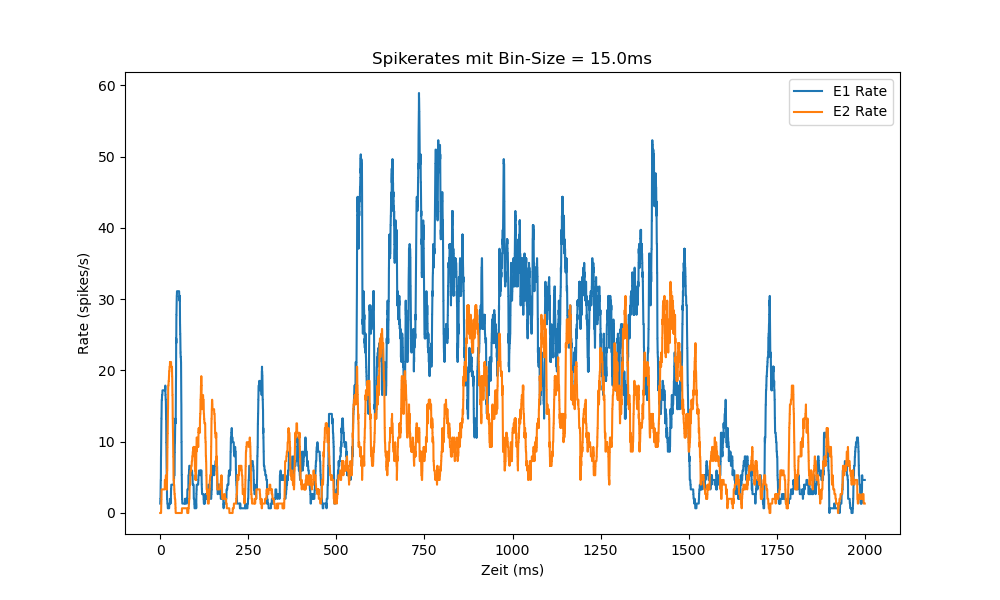 Spikerates mit Bin-Size = 15.0ms
E1 Rate
E2 Rate
60
50
40
30
20
10
0
Rate (spikes/s)
0 250 500 750 1000 1250 1500 1750 2000
Zeit (ms)